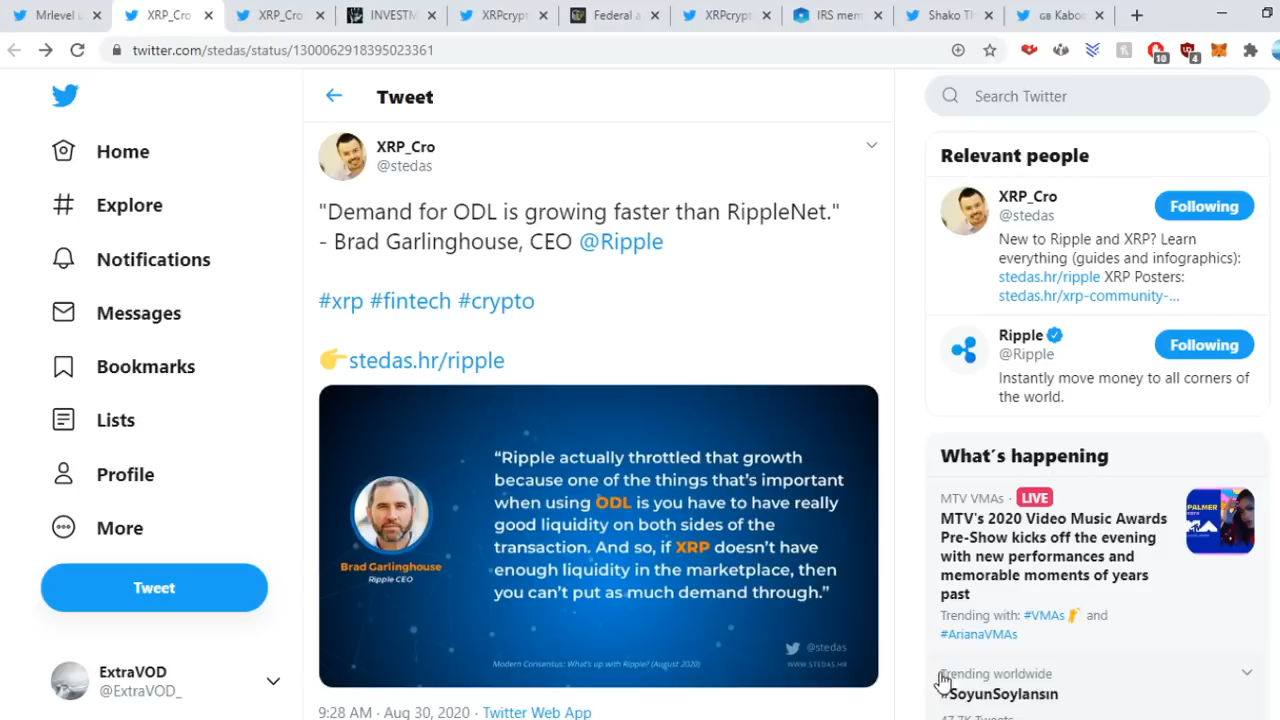 Mrlevel u
XRP_Cro
XRP_Cro
INVESTM
XRPcrypt
Federal a
XRPcrypt
IRS mem
Shako Th
GB Kaboo
twitter.com/stedas/status/1300062918395023361
10
4
Home
Explore
Notifications
Messages
Bookmarks
Lists
Profile
More
Tweet
ExtraVOD
@ExtraVOD_
Tweet
XRP_Cro
@stedas
"Demand for ODL is growing faster than RippleNet."
- Brad Garlinghouse, CEO @Ripple
#xrp #fintech #crypto
👉stedas.hr/ripple
Brad Garlinghouse
Ripple CEO
“Ripple actually throttled that growth
because one of the things that’s important
when using ODL is you have to have really
good liquidity on both sides of the
transaction. And so, if XRP doesn’t have
enough liquidity in the marketplace, then
you can’t put as much demand through.”
@stedas
WWW.STEDAS.HR
Modern Consensus: What's up with Ripple? (August 2020)
9:28 AM · Aug 30, 2020 · Twitter Web App
Search Twitter
Relevant people
XRP_Cro
@stedas
Following
New to Ripple and XRP? Learn
everything (guides and infographics):
stedas.hr/ripple XRP Posters:
stedas.hr/xrp-community-...
Ripple
@Ripple
Following
Instantly move money to all corners of
the world.
What's happening
MTV VMAs · LIVE
MTV's 2020 Video Music Awards
Pre-Show kicks off the evening
with new performances and
memorable moments of years
past
PALMER
Trending with: #VMAs and
#ArianaVMAs
Trending worldwide
#SoyunSoylansın
47.7K Tweets